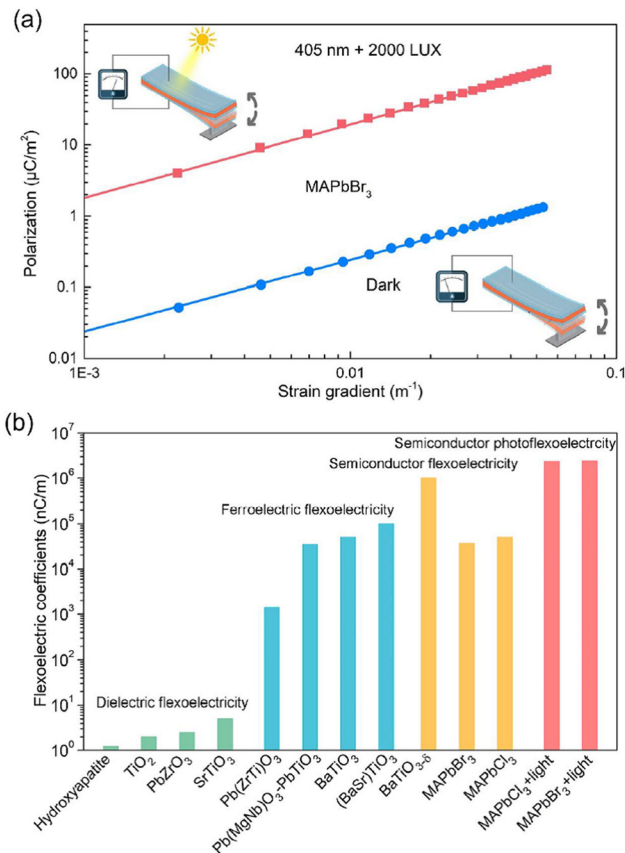 (a)
405 nm + 2000 LUX
100
10
1
0.1
0.01
Polarization (µC/m²)
MAPbBr₃
Dark
1E-3
0.01
0.1
Strain gradient (m⁻¹)
(b)
10⁷
10⁶
10⁵
10⁴
10³
10²
10¹
10⁰
Flexoelectric coefficients (nC/m)
Semiconductor photoflexoelectrcity
Semiconductor flexoelectricity
Ferroelectric flexoelectricity
Dielectric flexoelectricity
Hydroxyapatite
TiO₂
PbZrO₃
SrTiO₃
Pb(ZrTi)O₃
Pb(MgNb)O₃-PbTiO₃
BaTiO₃
(BaSr)TiO₃
BaTiO₃₋δ
MAPbBr₃
MAPbCl₃
MAPbCl₃+light
MAPbBr₃+light